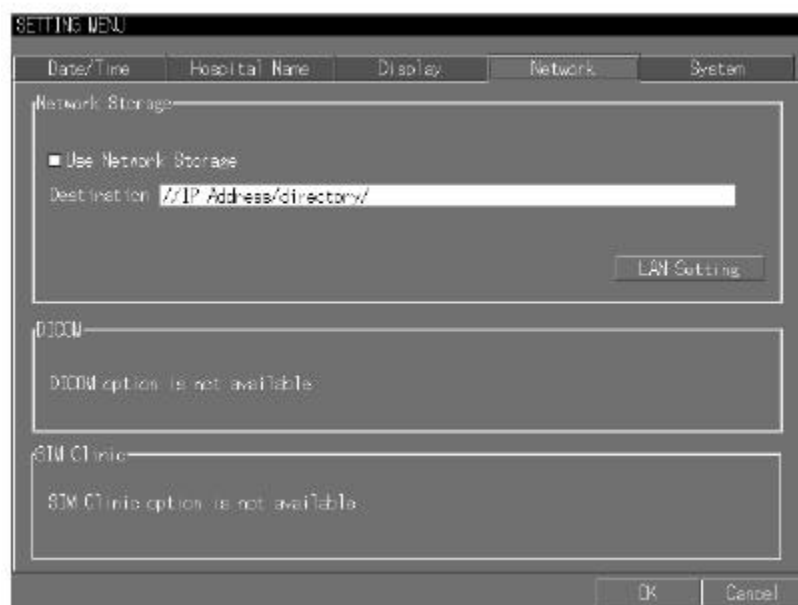 SETTING MENU
Date/Time Hospital Name Display Network System
Network Storage
Use Network Storage
Destination //IP Address/directory/
LAN Setting
DICOM
DICOM option is not available
SIM Clinic
SIM Clinic option is not available
OK Cancel